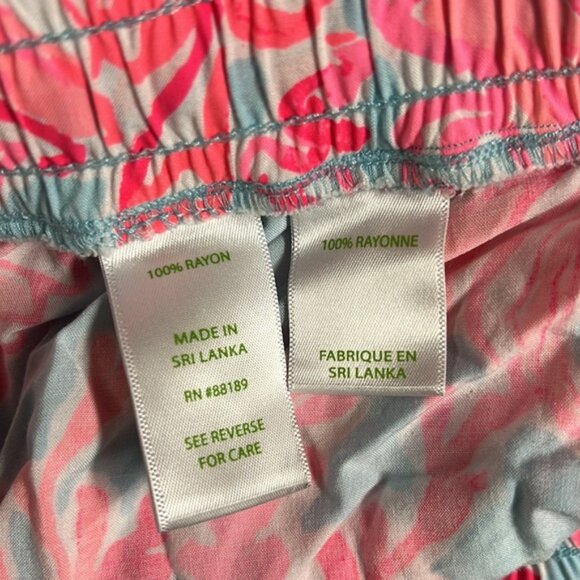 100% RAYON
MADE IN
SRI LANKA
RN #88189
SEE REVERSE
FOR CARE
100% RAYONNE
FABRIQUE EN
SRI LANKA